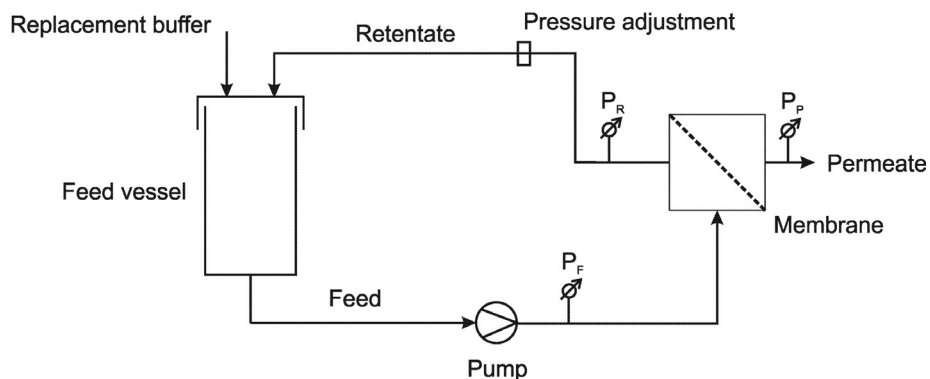 Replacement buffer
Retentate
Pressure adjustment
P_R
P_P
Permeate
Feed vessel
Membrane
P_F
Feed
Pump